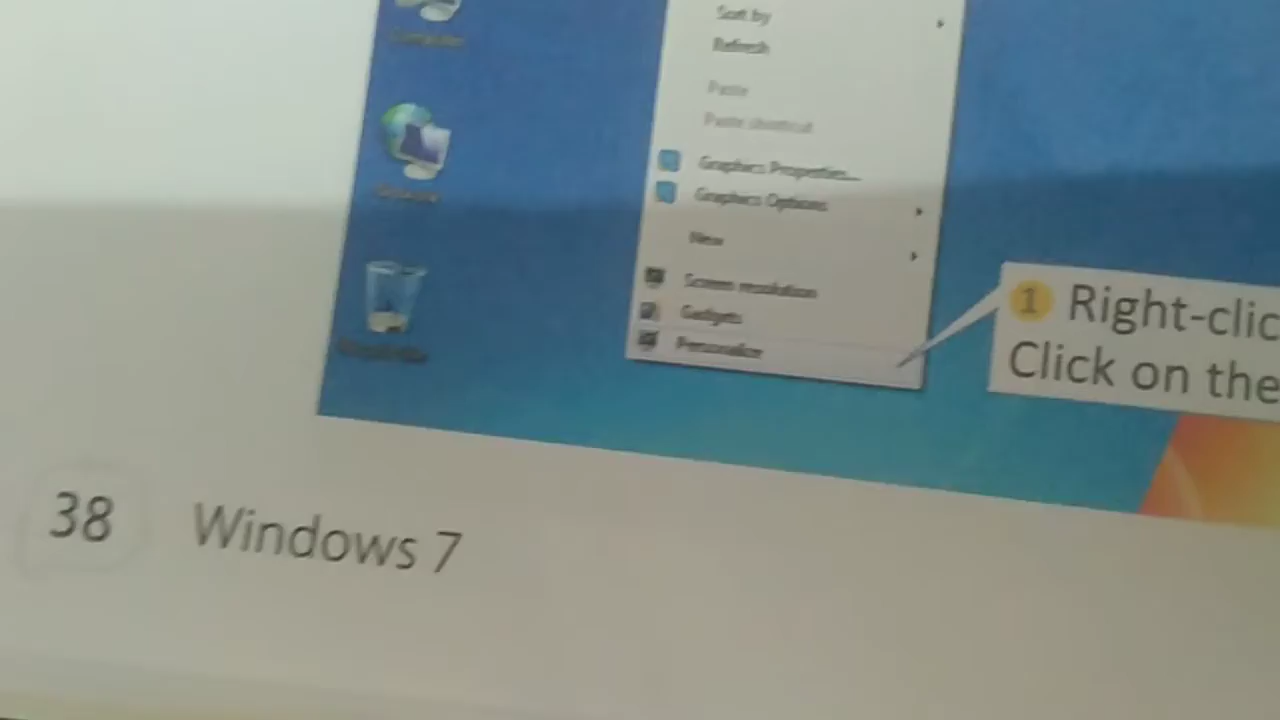 Computer
Sort by
Refresh
Paste
Paste shortcut
Graphics Properties...
Graphics Options
New
Screen resolution
Gadgets
Personalize
1 Right-clic
Click on the
38 Windows 7